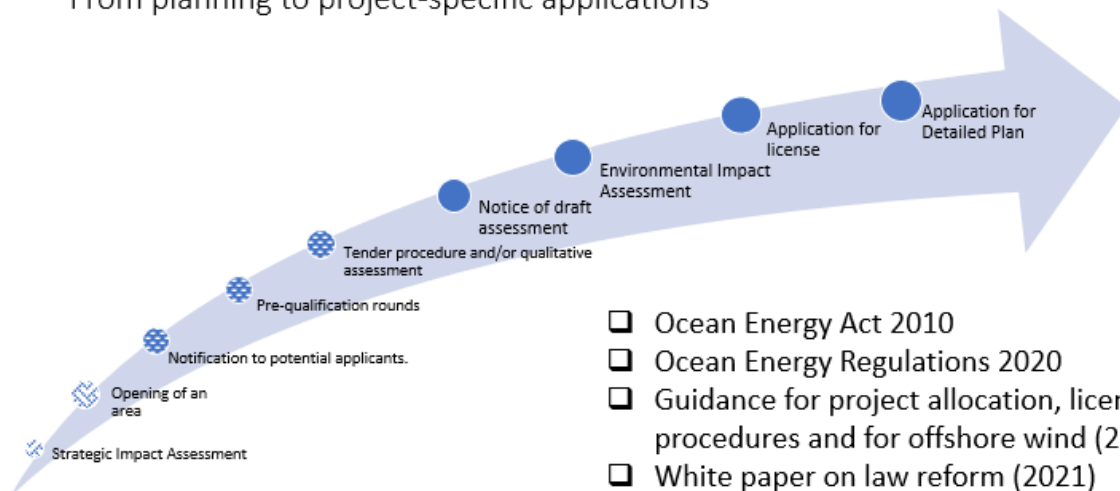 From planning to project-specific applications
Application for
Detailed Plan
Application for
license
Environmental Impact
Assessment
Notice of draft
assessment
Tender procedure and/or qualitative
assessment
Pre-qualification rounds
Notification to potential applicants.
Opening of an
area
Strategic Impact Assessment
Ocean Energy Act 2010
Ocean Energy Regulations 2020
Guidance for project allocation,
procedures and for offshore wind
White paper on law reform (2021)